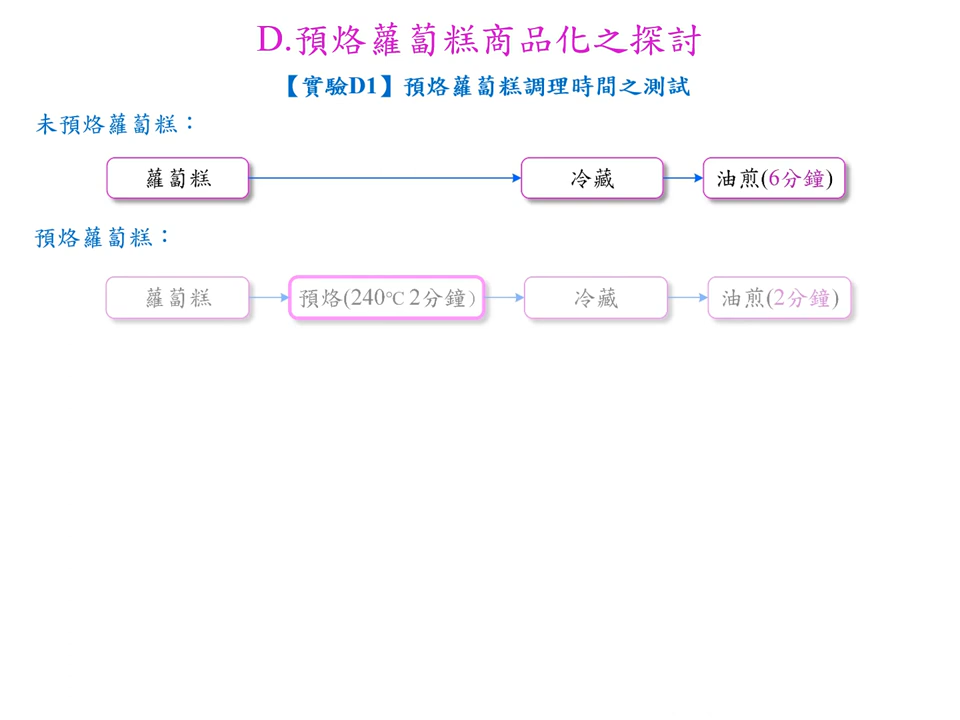 D.預烙蘿蔔糕商品化之探討
【實驗D1】預烙蘿蔔糕調理時間之測試
未預烙蘿蔔糕：
蘿蔔糕 冷藏 油煎(6分鐘)
預烙蘿蔔糕：
蘿蔔糕 預烙(240℃ 2分鐘) 冷藏 油煎(2分鐘)